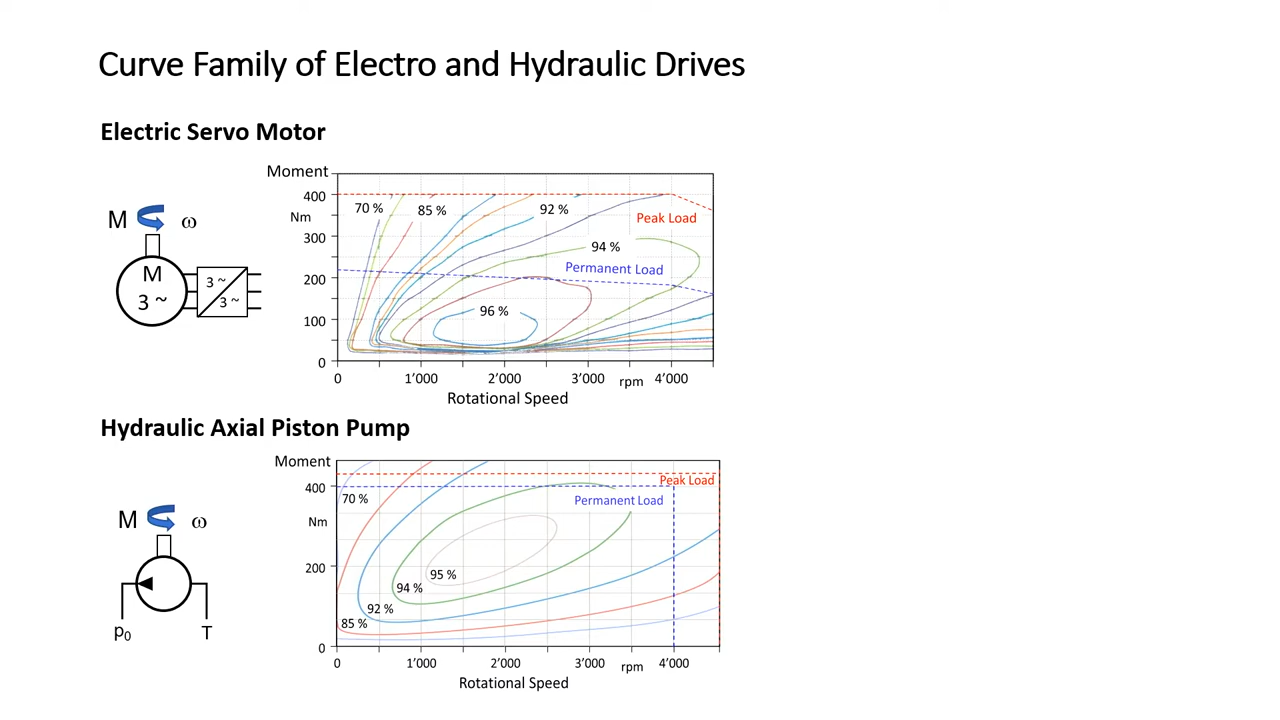 Curve Family of Electro and Hydraulic Drives
Electric Servo Motor
Moment
400
Nm
300
200
100
0
70 %
85 %
92 %
Peak Load
94 %
Permanent Load
96 %
M
ω
M
3 ~
3 ~
3 ~
0
1’000
2’000
3’000
rpm
4’000
Rotational Speed
Hydraulic Axial Piston Pump
Moment
400
Nm
200
0
Peak Load
70 %
Permanent Load
95 %
94 %
92 %
85 %
M
ω
p₀
T
0
1’000
2’000
3’000
rpm
4’000
Rotational Speed